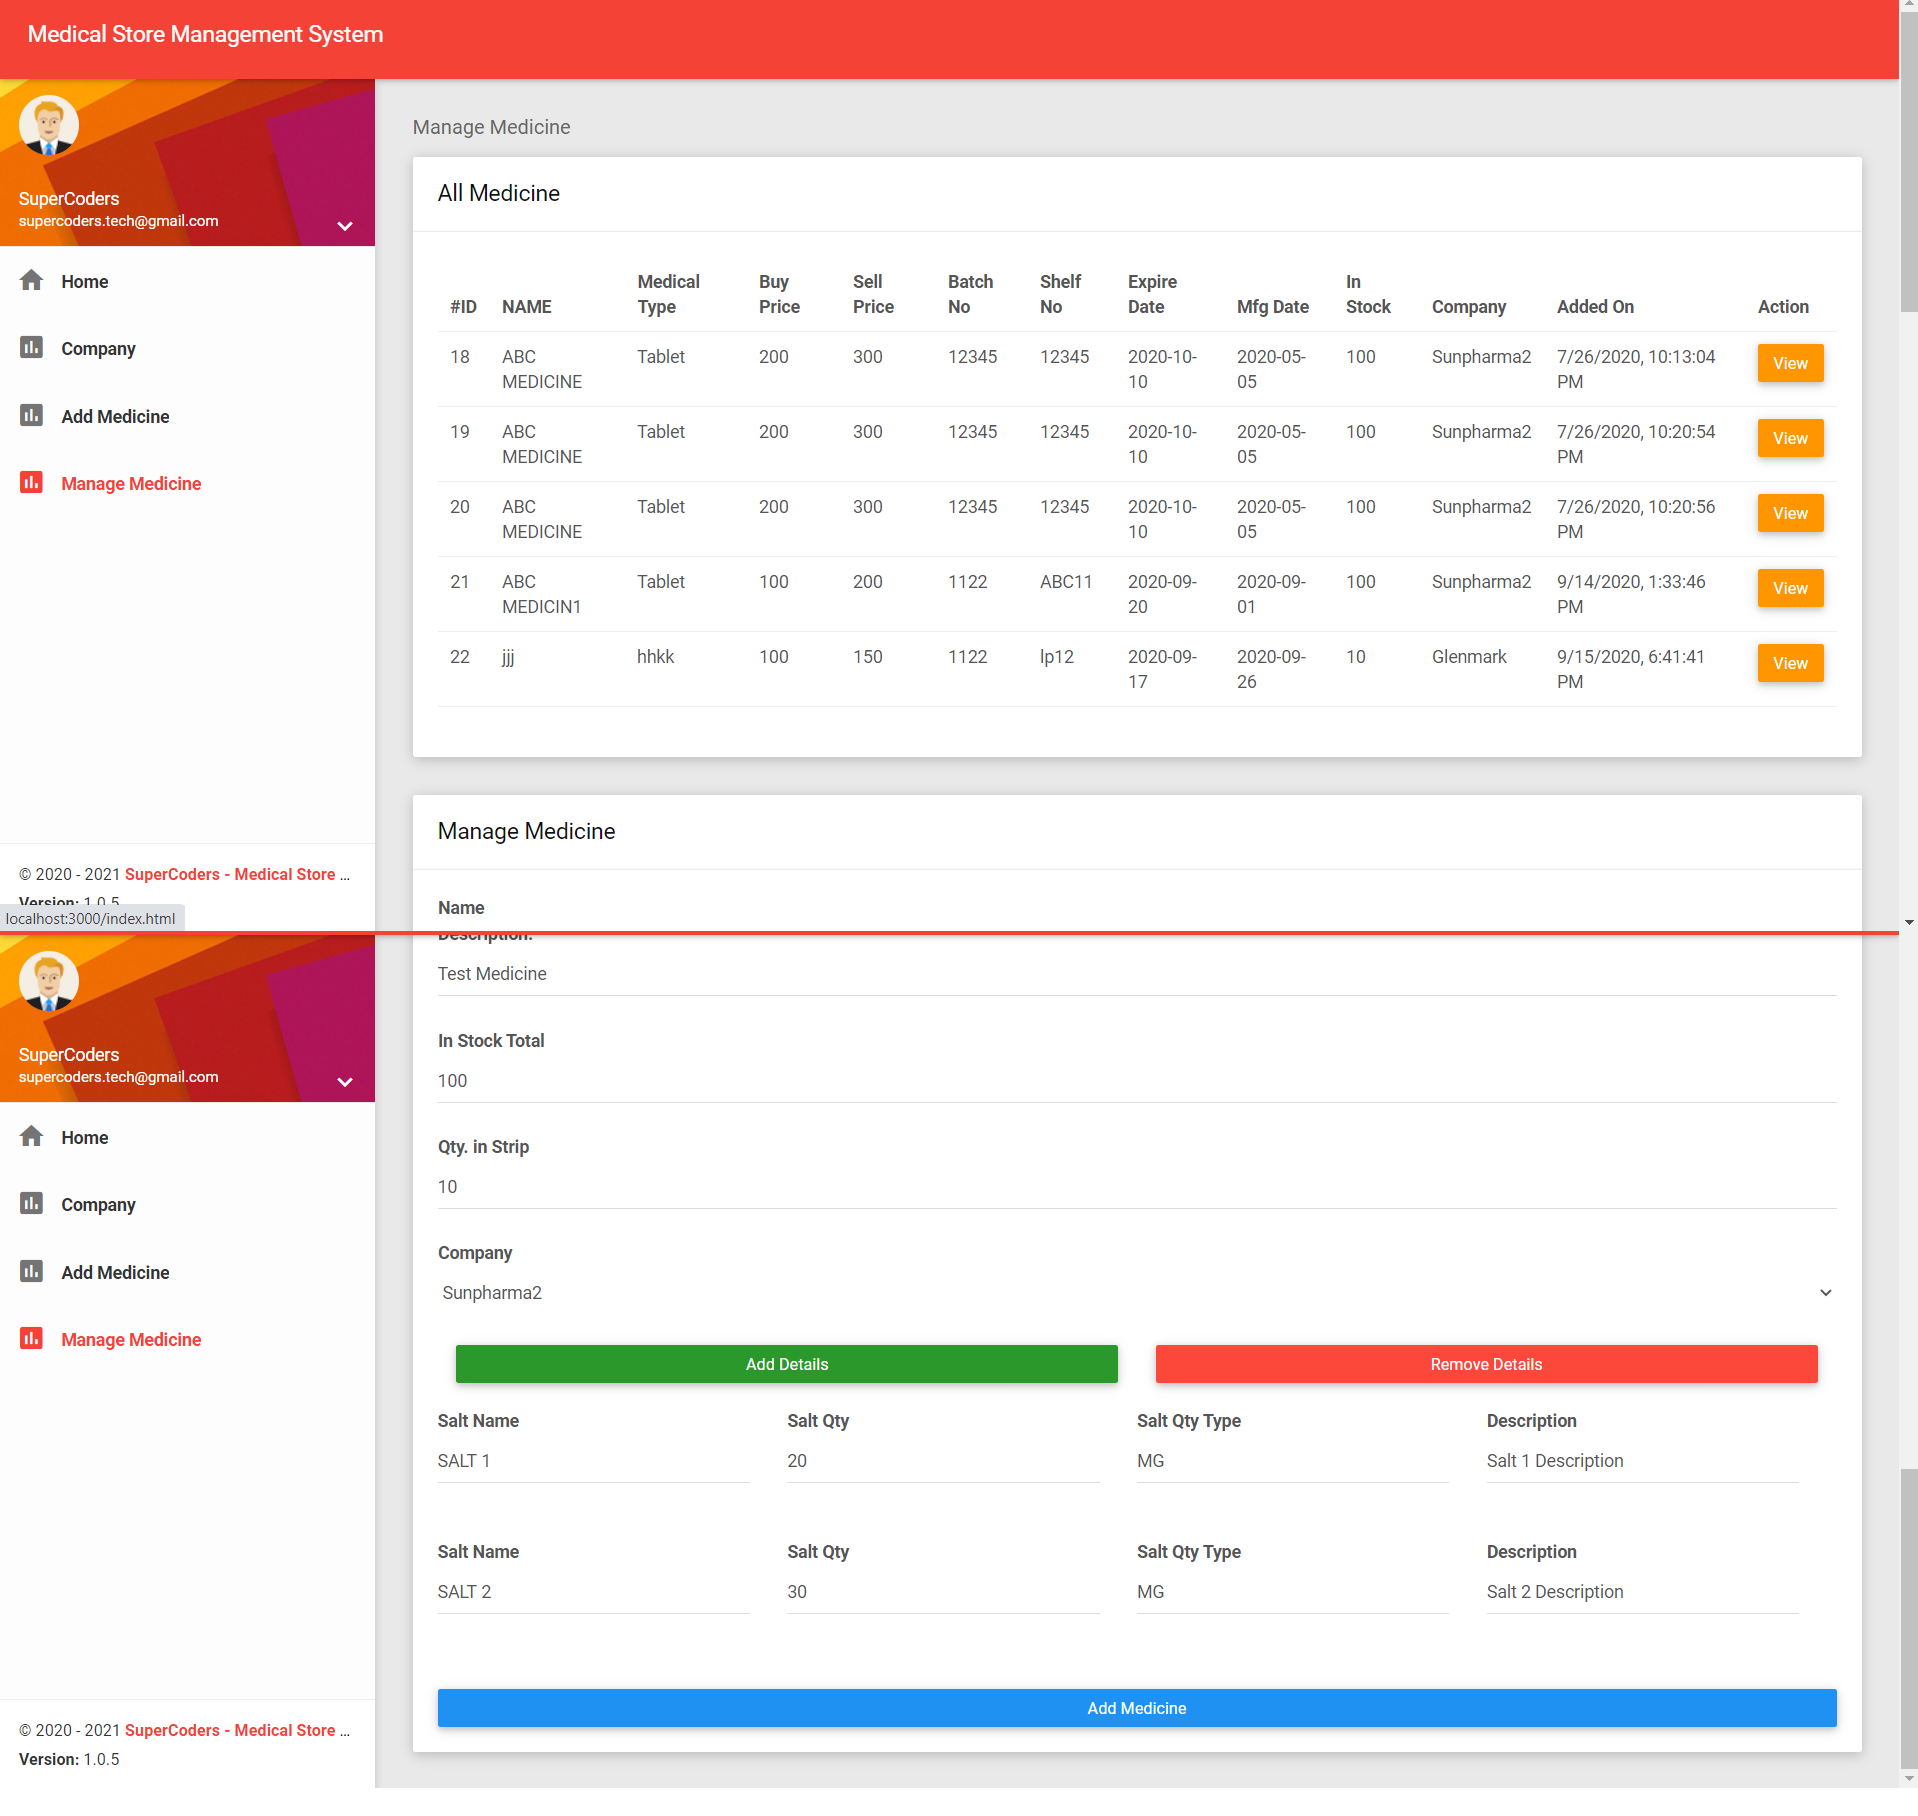 Medical Store Management System
SuperCoders
supercoders.tech@gmail.com
Home
Company
Add Medicine
Manage Medicine
© 2020 - 2021 SuperCoders - Medical Store ...
Version: 1.0.5
localhost:3000/index.html
Manage Medicine
All Medicine
#ID NAME Medical Type Buy Price Sell Price Batch No Shelf No Expire Date Mfg Date In Stock Company Added On Action
18 ABC MEDICINE Tablet 200 300 12345 12345 2020-10-10 2020-05-05 100 Sunpharma2 7/26/2020, 10:13:04 PM View
19 ABC MEDICINE Tablet 200 300 12345 12345 2020-10-10 2020-05-05 100 Sunpharma2 7/26/2020, 10:20:54 PM View
20 ABC MEDICINE Tablet 200 300 12345 12345 2020-10-10 2020-05-05 100 Sunpharma2 7/26/2020, 10:20:56 PM View
21 ABC MEDICIN1 Tablet 100 200 1122 ABC11 2020-09-20 2020-09-01 100 Sunpharma2 9/14/2020, 1:33:46 PM View
22 jjj hhkk 100 150 1122 lp12 2020-09-17 2020-09-26 10 Glenmark 9/15/2020, 6:41:41 PM View
Manage Medicine
Name
SuperCoders
supercoders.tech@gmail.com
Home
Company
Add Medicine
Manage Medicine
© 2020 - 2021 SuperCoders - Medical Store ...
Version: 1.0.5
Description:
Test Medicine
In Stock Total
100
Qty. in Strip
10
Company
Sunpharma2
Add Details Remove Details
Salt Name Salt Qty Salt Qty Type Description
SALT 1 20 MG Salt 1 Description
Salt Name Salt Qty Salt Qty Type Description
SALT 2 30 MG Salt 2 Description
Add Medicine